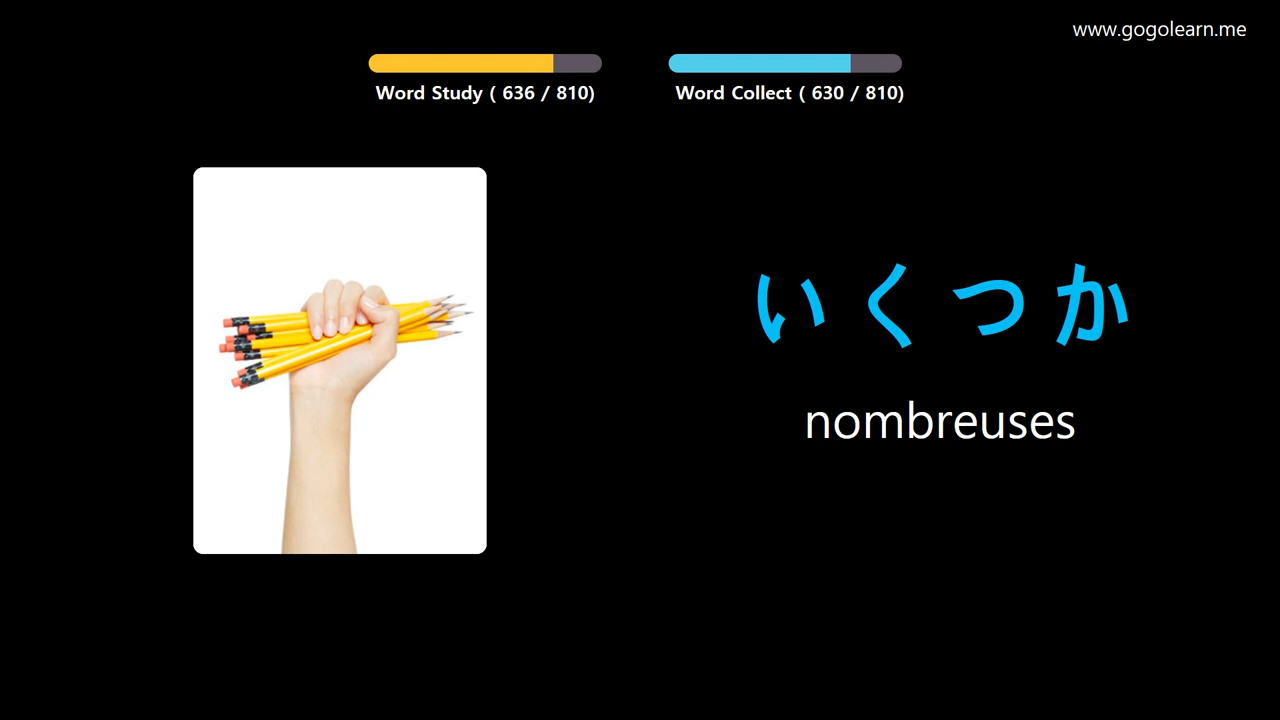 www.gogolearn.me
Word Study ( 636 / 810)
Word Collect ( 630 / 810)
いくつか
nombreuses